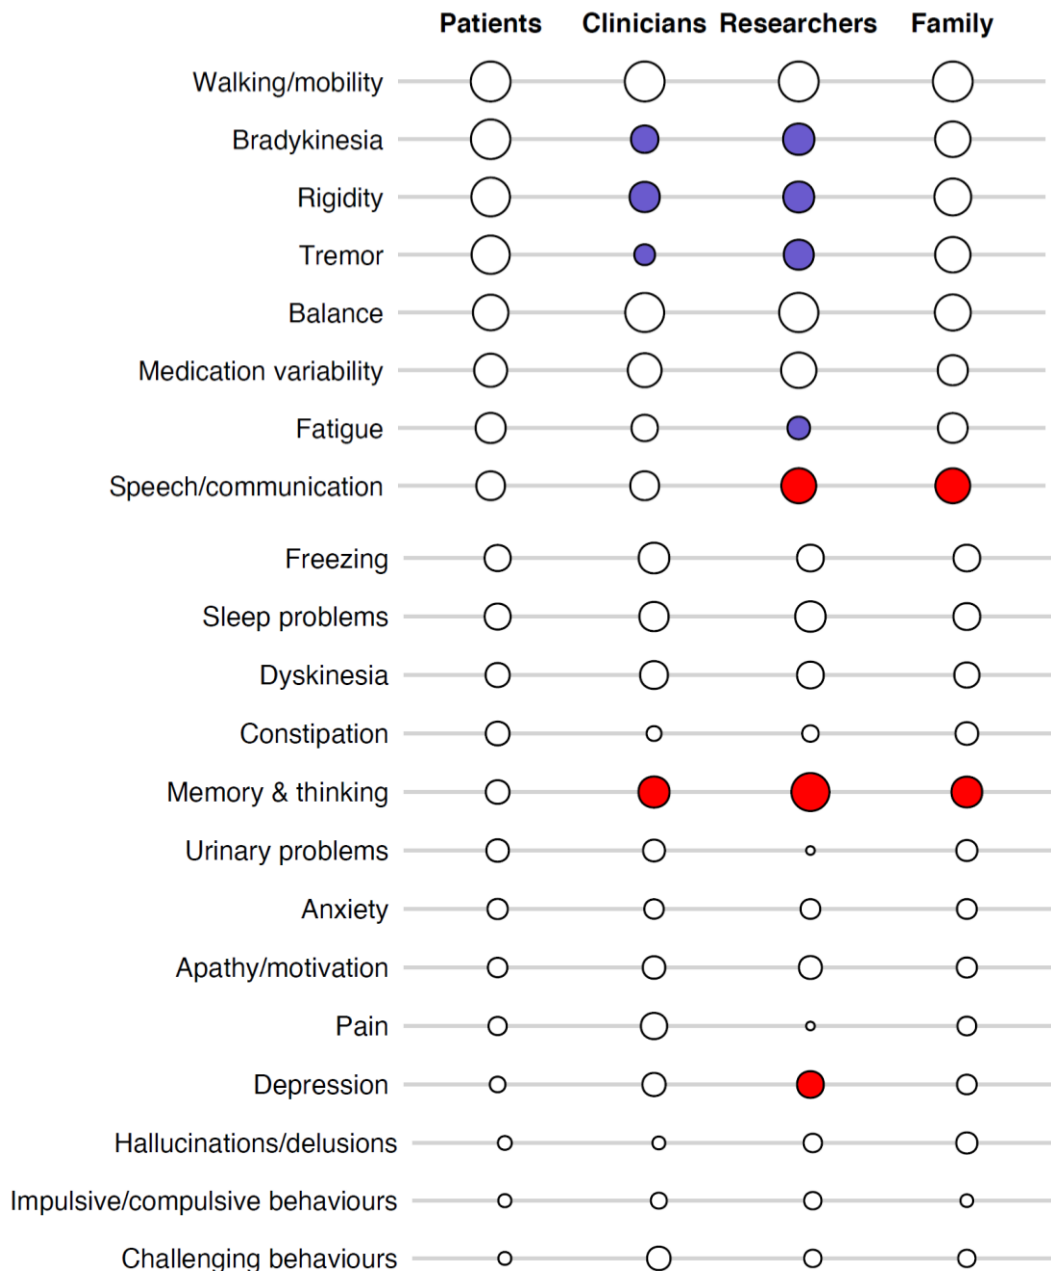 Patients Clinicians Researchers Family
Walking/mobility
Bradykinesia
Rigidity
Tremor
Balance
Medication variability
Fatigue
Speech/communication
Freezing
Sleep problems
Dyskinesia
Constipation
Memory & thinking
Urinary problems
Anxiety
Apathy/motivation
Pain
Depression
Hallucinations/delusions
Impulsive/compulsive behaviours
Challenging behaviours